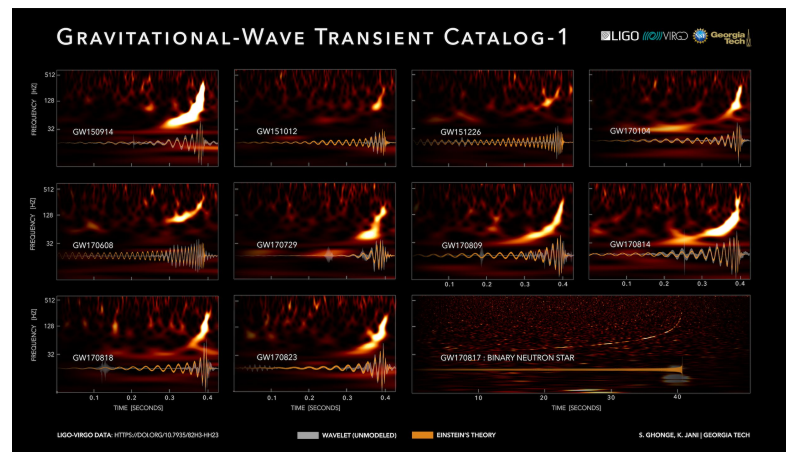 GRAVITATIONAL-WAVE TRANSIENT CATALOG-1
LIGO VIRGO NSF Georgia Tech
FREQUENCY [HZ]
512
128
32
GW150914
GW151012
GW151226
GW170104
FREQUENCY [HZ]
512
128
32
GW170608
GW170729
GW170809
GW170814
0.1 0.2 0.3 0.4
0.1 0.2 0.3 0.4
FREQUENCY [HZ]
512
128
32
GW170818
GW170823
GW170817 : BINARY NEUTRON STAR
0.1 0.2 0.3 0.4
0.1 0.2 0.3 0.4
10 20 30 40
TIME [SECONDS]
TIME [SECONDS]
TIME [SECONDS]
LIGO-VIRGO DATA: HTTPS://DOI.ORG/10.7935/82H3-HH23
WAVELET (UNMODELED)
EINSTEIN'S THEORY
S. GHONGE, K. JANI | GEORGIA TECH